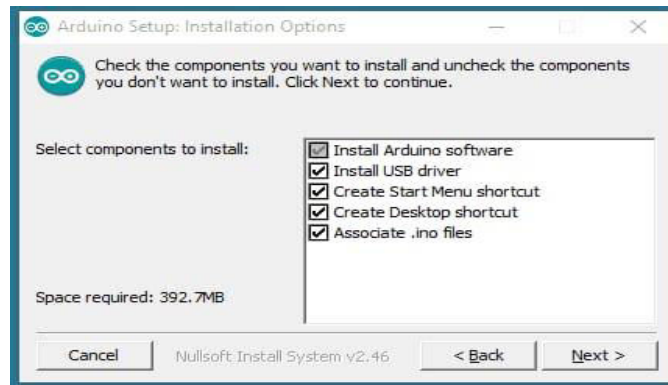 Arduino Setup: Installation Options
Check the components you want to install and uncheck the components
you don't want to install. Click Next to continue.
Select components to install:
Install Arduino software
Install USB driver
Create Start Menu shortcut
Create Desktop shortcut
Associate .ino files
Space required: 392.7MB
Cancel
Nullsoft Install System v2.46
< Back
Next >